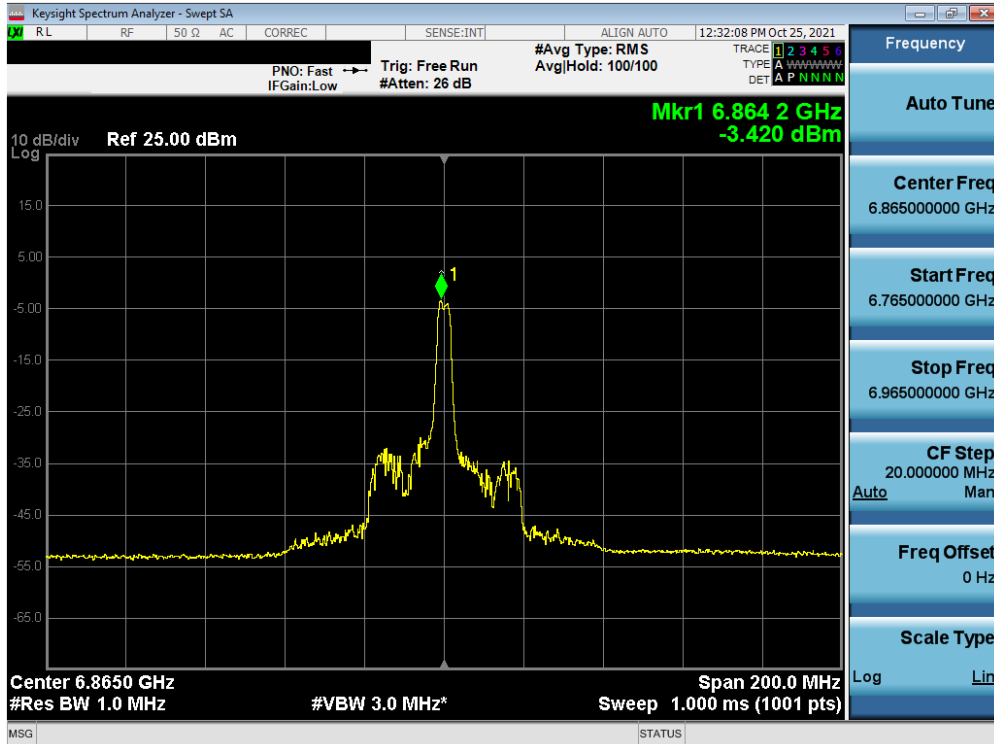 Keysight Spectrum Analyzer - Swept SA
LXI RL RF 50 Ω AC CORREC SENSE:INT ALIGN AUTO 12:32:08 PM Oct 25, 2021
PNO: Fast
IFGain:Low
Trig: Free Run
#Atten: 26 dB
#Avg Type: RMS
Avg|Hold: 100/100
TRACE 1 2 3 4 5 6
TYPE A WWWWW
DET A P N N N N
Mkr1 6.864 2 GHz
-3.420 dBm
10 dB/div Ref 25.00 dBm
Log
15.0
5.00
-5.00
-15.0
-25.0
-35.0
-45.0
-55.0
-65.0
1
Center 6.8650 GHz Span 200.0 MHz
#Res BW 1.0 MHz #VBW 3.0 MHz* Sweep 1.000 ms (1001 pts)
MSG STATUS
Frequency
Auto Tune
Center Freq
6.865000000 GHz
Start Freq
6.765000000 GHz
Stop Freq
6.965000000 GHz
CF Step
20.000000 MHz
Auto Man
Freq Offset
0 Hz
Scale Type
Log Lin